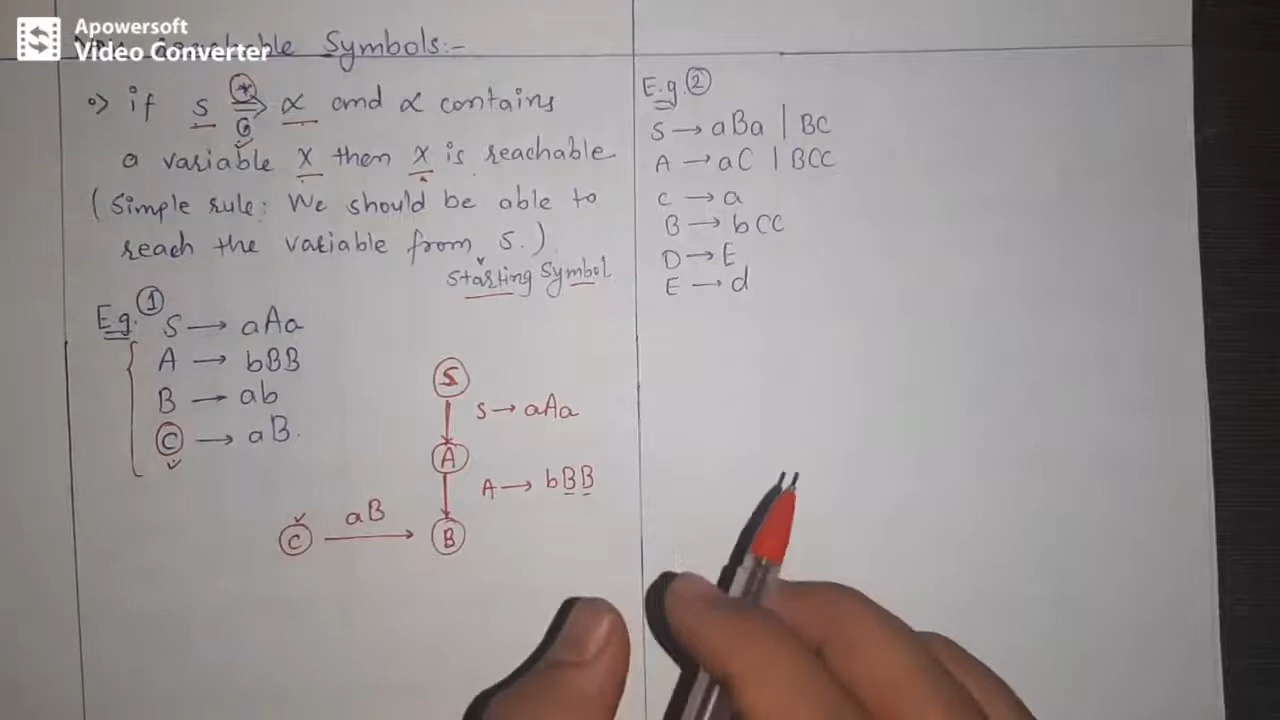 Apowersoft
Video Converter
Symbols:-
o) if S *⇒G α and α contains
a variable X then X is reachable
(Simple rule: We should be able to
reach the variable from S.)
Starting Symbol
E.g. ①
S → aAa
A → bBB
B → ab
C → aB.
S
S → aAa
A
A → bBB
C aB B
E.g. ②
S → aBa | BC
A → aC | BCC
C → a
B → bCC
D → E
E → d